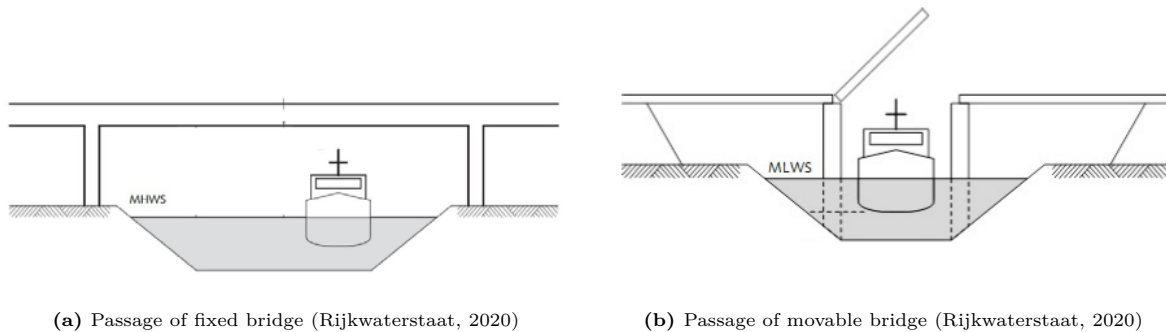 MHWS
MLWS
(a) Passage of fixed bridge (Rijkwaterstaat, 2020)
(b) Passage of movable bridge (Rijkwaterstaat, 2020)